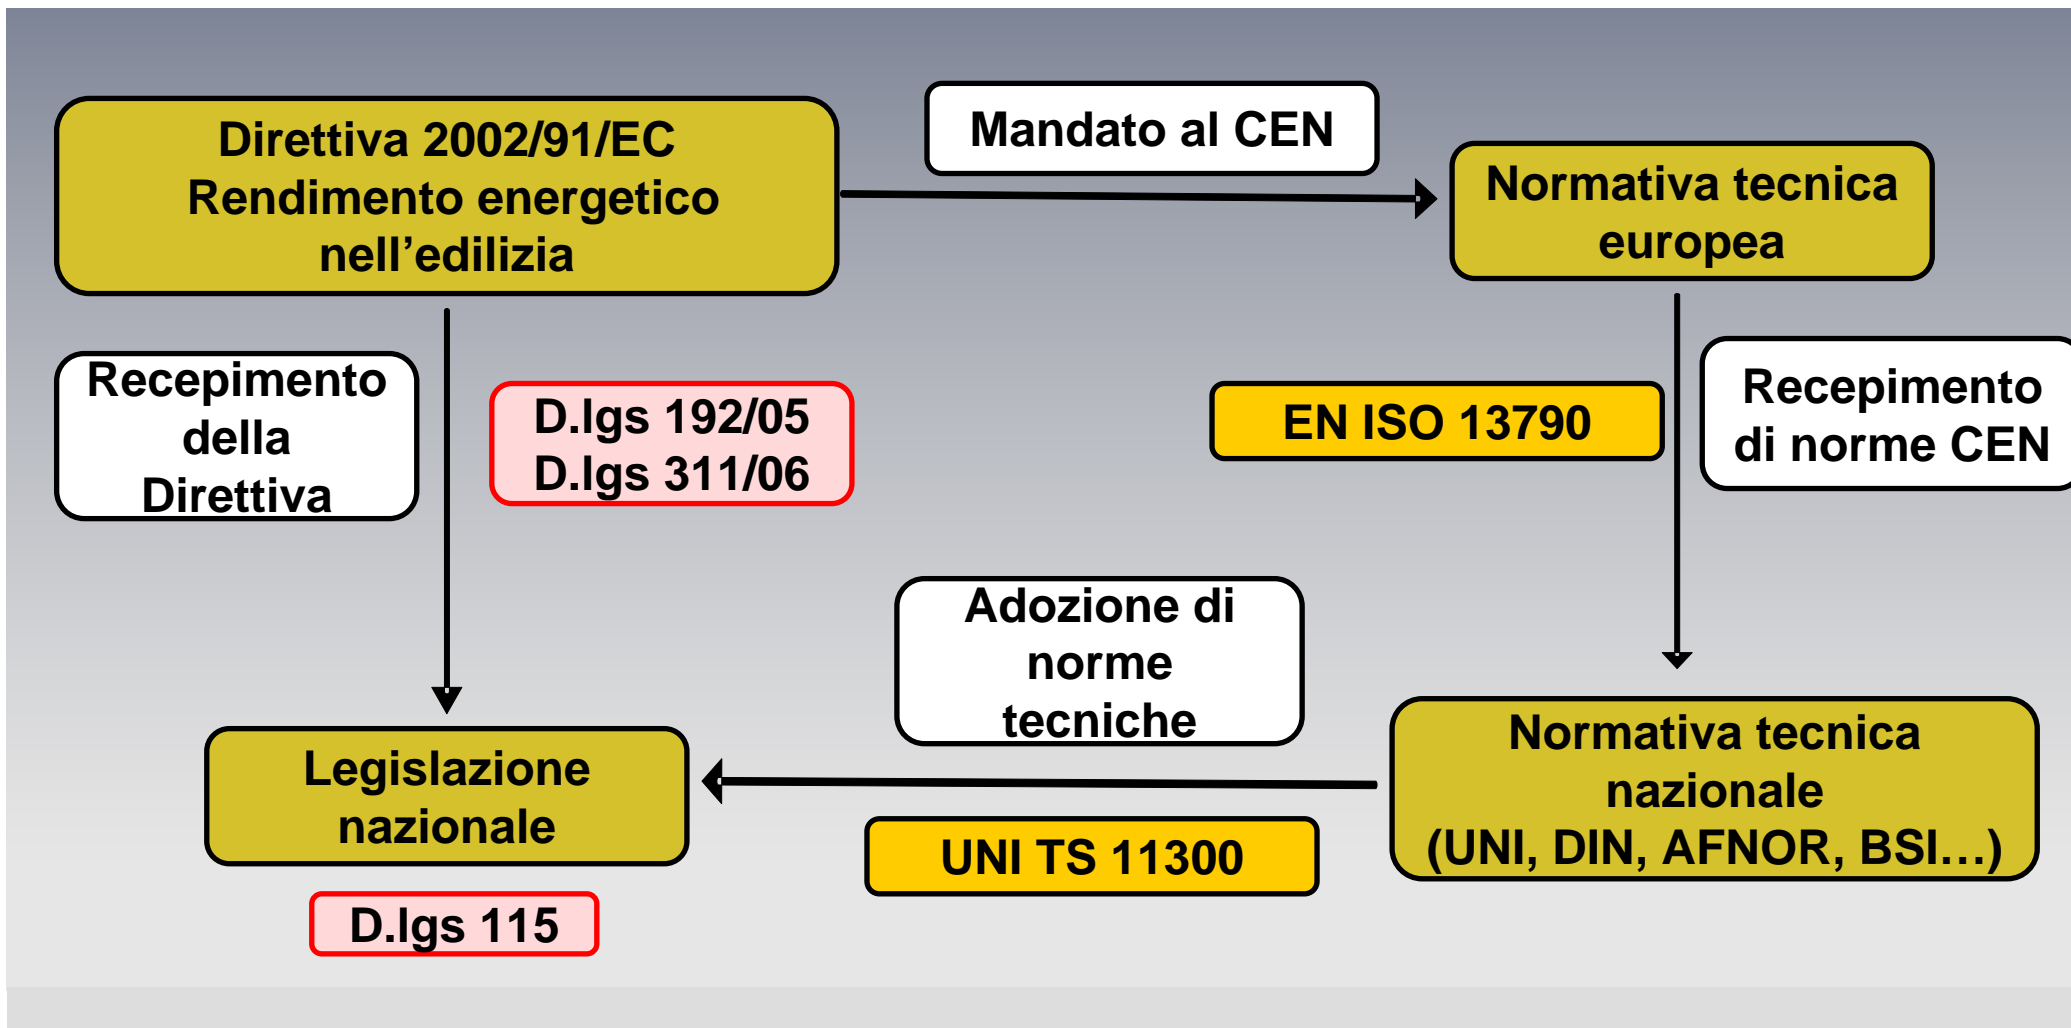 Direttiva 2002/91/EC
Rendimento energetico
nell’edilizia
Mandato al CEN
Normativa tecnica
europea
Recepimento
della
Direttiva
D.lgs 192/05
D.lgs 311/06
EN ISO 13790
Recepimento
di norme CEN
Adozione di
norme
tecniche
Legislazione
nazionale
UNI TS 11300
Normativa tecnica
nazionale
(UNI, DIN, AFNOR, BSI…)
D.lgs 115